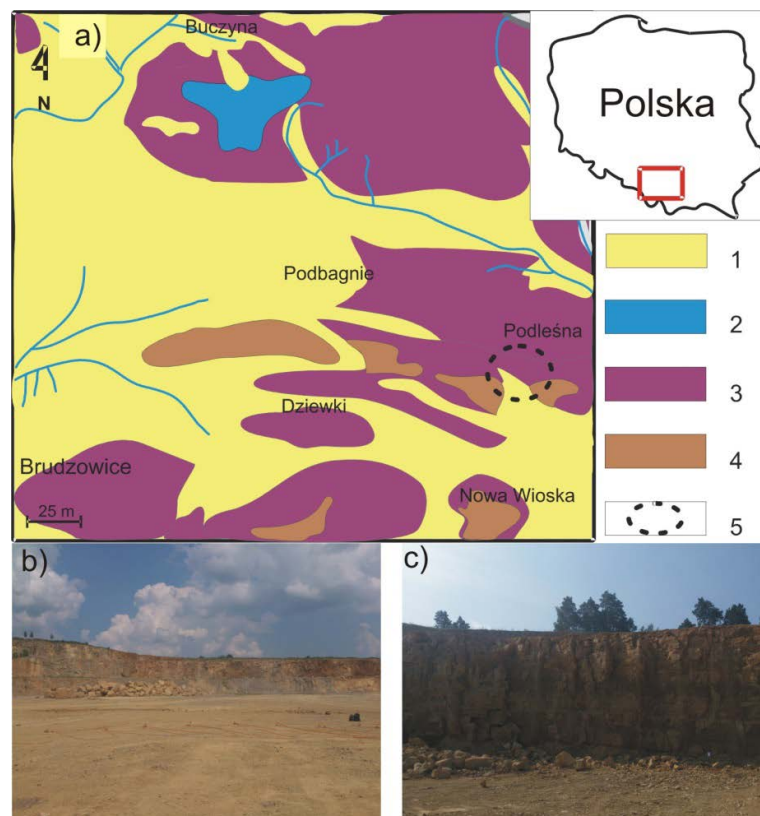 a)
Buczyna
N
Polska
1
Podbagnie
2
Podleśna
3
Dziewki
4
Brudzowice
Nowa Wioska
25 m
5
b)
c)